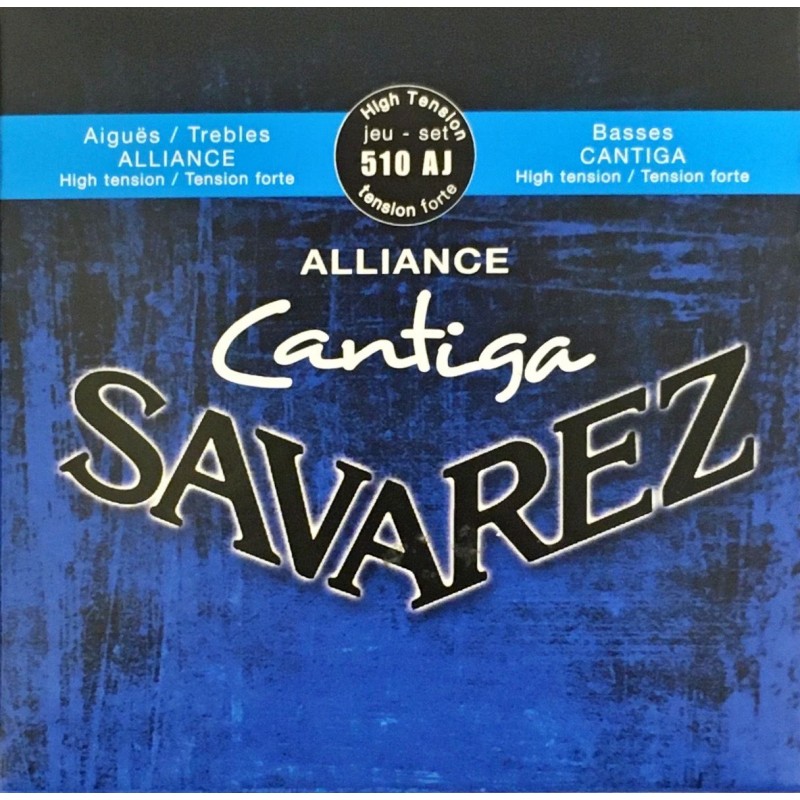 High Tension
jeu - set
510 AJ
tension forte
Aiguës / Trebles
ALLIANCE
High tension / Tension forte
Basses
CANTIGA
High tension / Tension forte
ALLIANCE
Cantiga
SAVAREZ